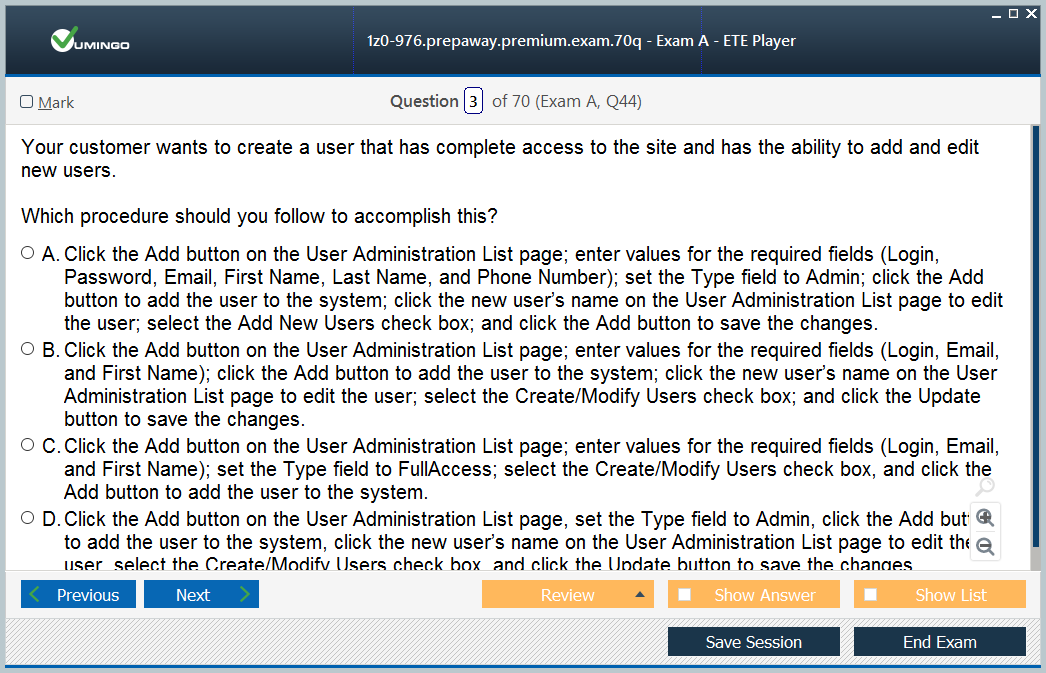 VUMINGO
1z0-976.prepaway.premium.exam.70q - Exam A - ETE Player
Mark
Question 3 of 70 (Exam A, Q44)
Your customer wants to create a user that has complete access to the site and has the ability to add and edit
new users.
Which procedure should you follow to accomplish this?
A. Click the Add button on the User Administration List page; enter values for the required fields (Login,
Password, Email, First Name, Last Name, and Phone Number); set the Type field to Admin; click the Add
button to add the user to the system; click the new user’s name on the User Administration List page to edit
the user; select the Add New Users check box; and click the Add button to save the changes.
B. Click the Add button on the User Administration List page; enter values for the required fields (Login, Email,
and First Name); click the Add button to add the user to the system; click the new user’s name on the User
Administration List page to edit the user; select the Create/Modify Users check box; and click the Update
button to save the changes.
C. Click the Add button on the User Administration List page; enter values for the required fields (Login, Email,
and First Name); set the Type field to FullAccess; select the Create/Modify Users check box, and click the
Add button to add the user to the system.
D. Click the Add button on the User Administration List page, set the Type field to Admin, click the Add but
to add the user to the system, click the new user’s name on the User Administration List page to edit the
user, select the Create/Modify Users check box, and click the Update button to save the changes
Previous
Next
Review
Show Answer
Show List
Save Session
End Exam